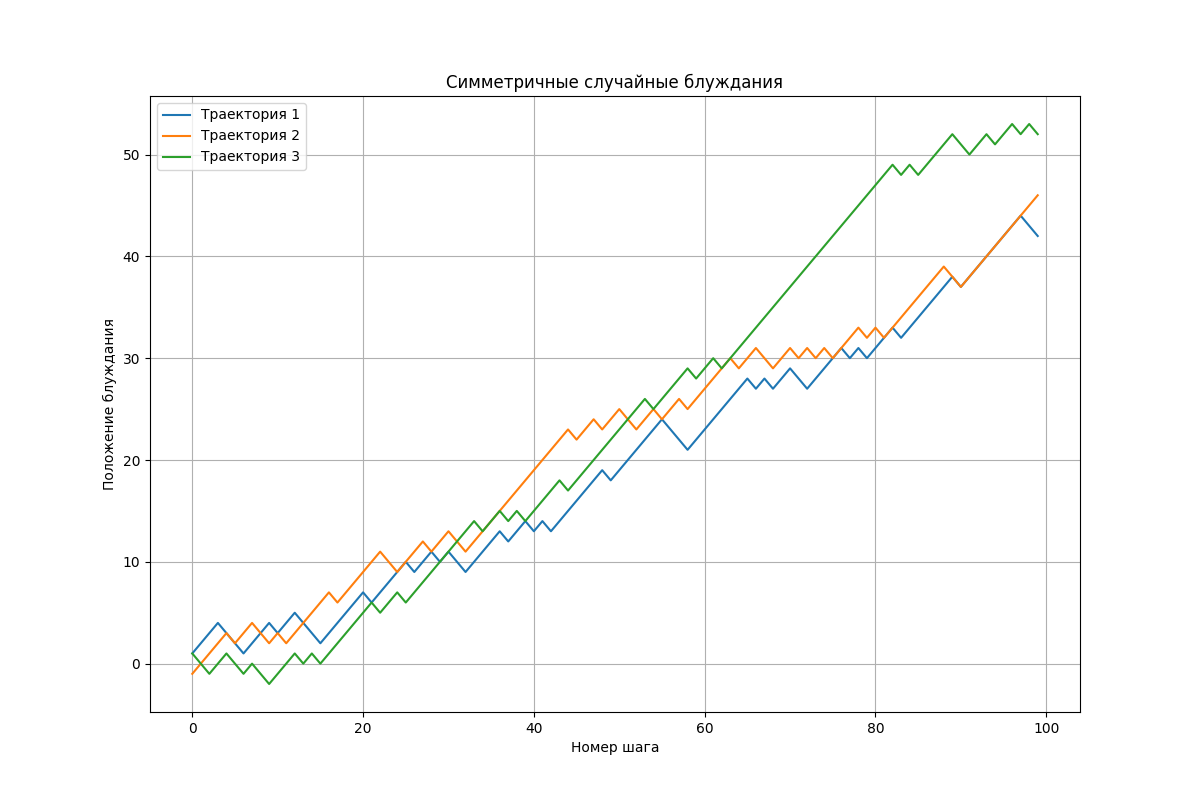 Симметричные случайные блуждания
Траектория 1
Траектория 2
Траектория 3
50
40
30
20
10
0
Положение блуждания
0 20 40 60 80 100
Номер шага